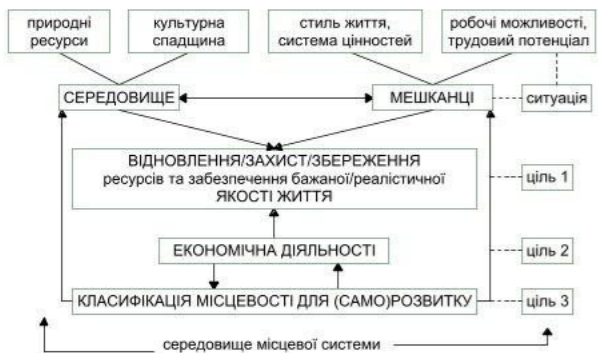 природні
ресурси
культурна
спадщина
стиль життя,
система цінностей
робочі можливості,
трудовий потенціал
СЕРЕДОВИЩЕ
МЕШКАНЦІ
ситуація
ВІДНОВЛЕННЯ/ЗАХИСТ/ЗБЕРЕЖЕННЯ
ресурсів та забезпечення бажаної/реалістичної
ЯКОСТІ ЖИТТЯ
ціль 1
ЕКОНОМІЧНА ДІЯЛЬНОСТІ
ціль 2
КЛАСИФІКАЦІЯ МІСЦЕВОСТІ ДЛЯ (САМО)РОЗВИТКУ
ціль 3
середовище місцевої системи